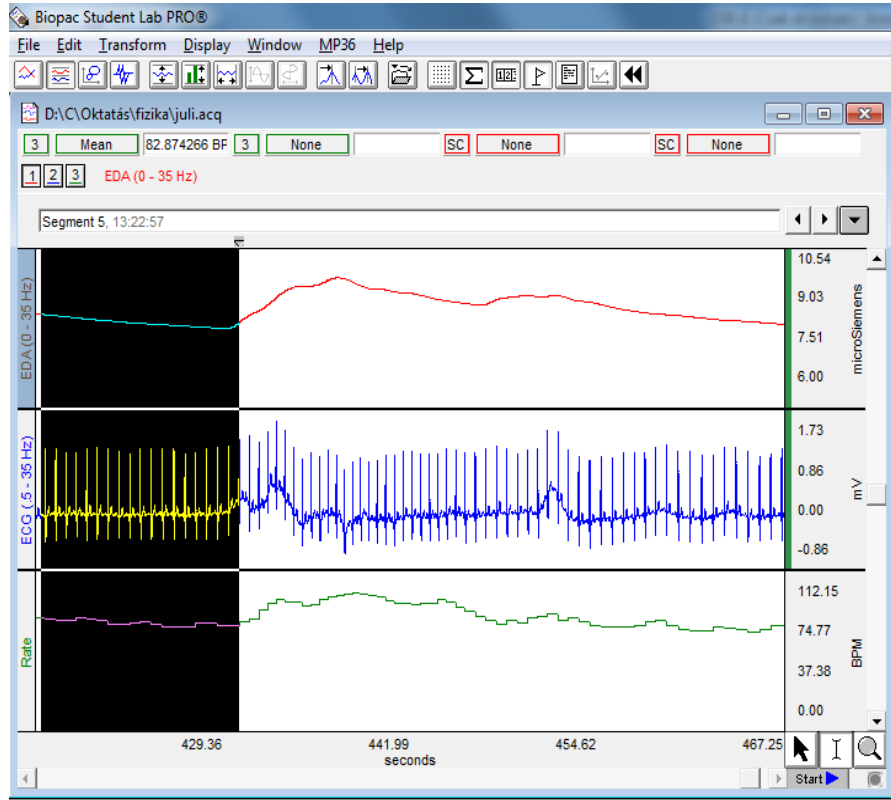 Biopac Student Lab PRO®
File Edit Transform Display Window MP36 Help
D:\C\Oktatás\fizika\juli.acq
3 Mean 82.874266 BF 3 None SC None SC None
1 2 3 EDA (0 - 35 Hz)
Segment 5, 13:22:57
EDA (0 - 35 Hz)
10.54
9.03
7.51
6.00
microSiemens
ECG (.5 - 35 Hz)
1.73
0.86
0.00
-0.86
mV
Rate
112.15
74.77
37.38
0.00
BPM
429.36 441.99 454.62 467.25
seconds
Start